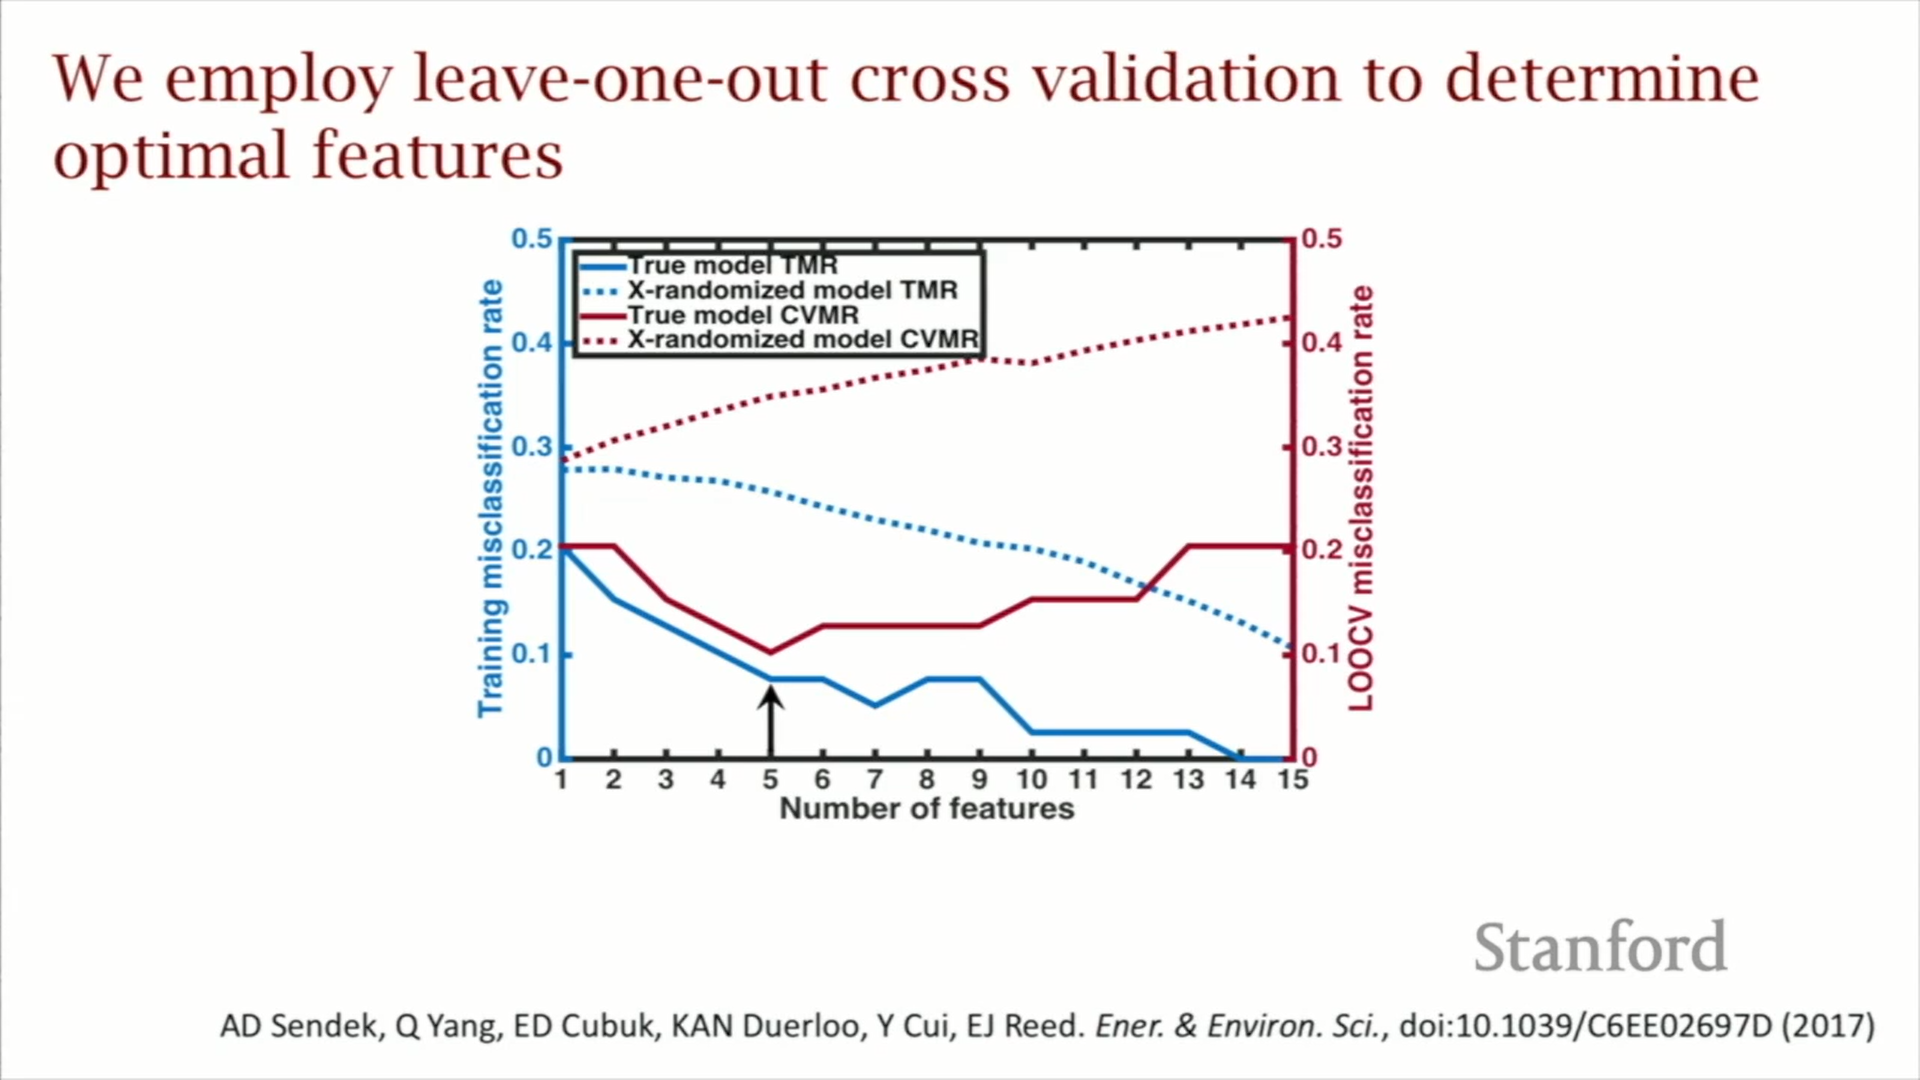 We employ leave-one-out cross validation to determine
optimal features
0.5
0.4
0.3
0.2
0.1
0
Training misclassification rate
True model TMR
X-randomized model TMR
True model CVMR
X-randomized model CVMR
0.5
0.4
0.3
0.2
0.1
0
LOOCV misclassification rate
1 2 3 4 5 6 7 8 9 10 11 12 13 14 15
Number of features
Stanford
AD Sendek, Q Yang, ED Cubuk, KAN Duerloo, Y Cui, EJ Reed. Ener. & Environ. Sci., doi:10.1039/C6EE02697D (2017)